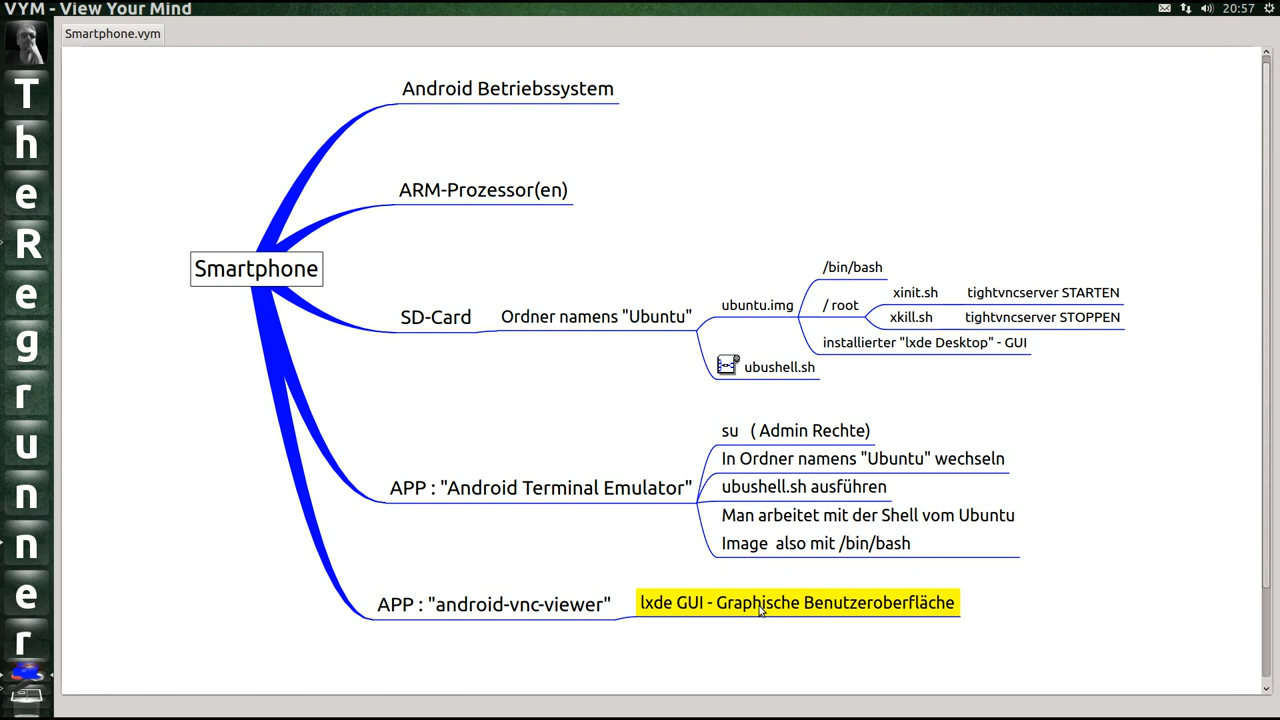 VYM - View Your Mind
20:57
Smartphone.vym
T
h
e
R
e
g
r
u
n
n
e
r
Smartphone
Android Betriebssystem
ARM-Prozessor(en)
SD-Card
Ordner namens "Ubuntu"
ubuntu.img
/bin/bash
/ root
xinit.sh tightvncserver STARTEN
xkill.sh tightvncserver STOPPEN
installierter "lxde Desktop" - GUI
ubushell.sh
APP : "Android Terminal Emulator"
su ( Admin Rechte)
In Ordner namens "Ubuntu" wechseln
ubushell.sh ausführen
Man arbeitet mit der Shell vom Ubuntu
Image also mit /bin/bash
APP : "android-vnc-viewer"
lxde GUI - Graphische Benutzeroberfläche